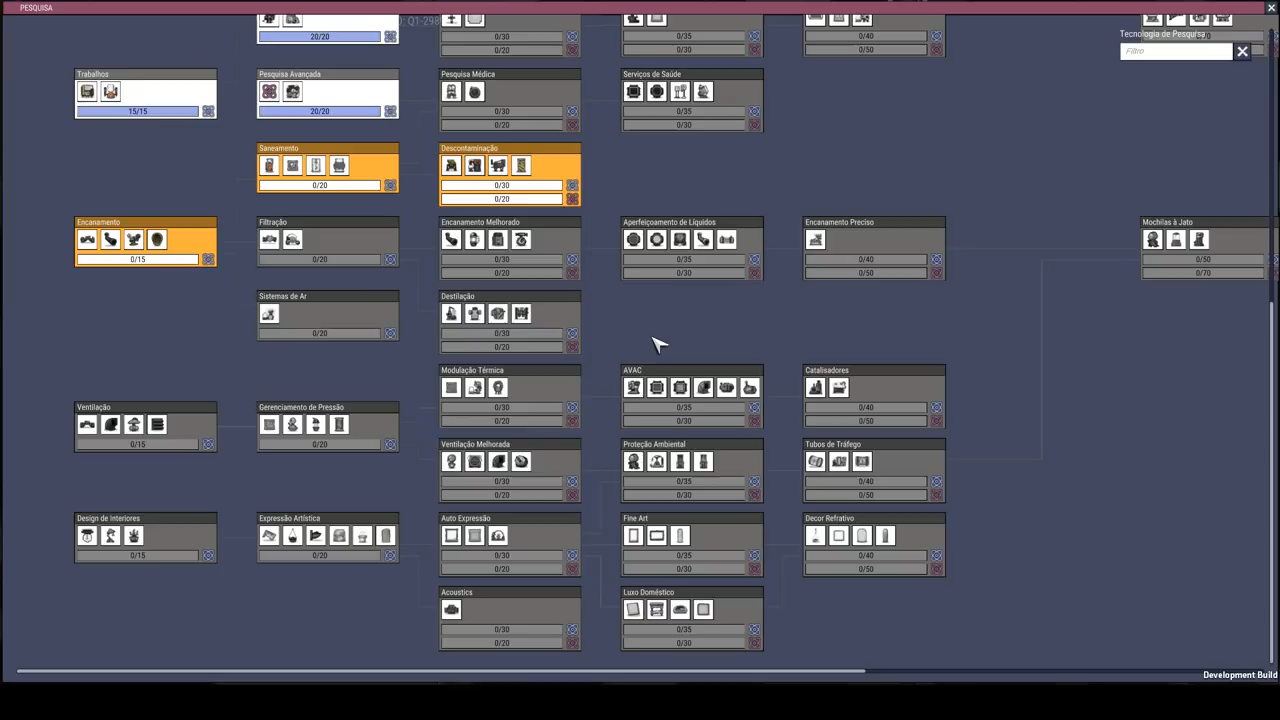 PESQUISA
Q1-298
20/20
0/30
0/20
0/35
0/30
0/40
0/50
Tecnologia de Pesquisa
Filtro
Trabalhos
15/15
Pesquisa Avançada
20/20
Pesquisa Médica
0/30
0/20
Serviços de Saúde
0/35
0/30
Saneamento
0/20
Descontaminação
0/30
0/20
Encanamento
0/15
Filtração
0/20
Encanamento Melhorado
0/30
0/20
Aperfeiçoamento de Líquidos
0/35
0/30
Encanamento Preciso
0/40
0/50
Mochilas à Jato
0/50
0/70
Sistemas de Ar
0/20
Destilação
0/30
0/20
Modulação Térmica
0/30
0/20
AVAC
0/35
0/30
Catalisadores
0/40
0/50
Ventilação
0/15
Gerenciamento de Pressão
0/20
Ventilação Melhorada
0/30
0/20
Proteção Ambiental
0/35
0/30
Tubos de Tráfego
0/40
0/50
Design de Interiores
0/15
Expressão Artística
0/20
Auto Expressão
0/30
0/20
Fine Art
0/35
0/30
Decor Refrativo
0/40
0/50
Acoustics
0/30
0/20
Luxo Doméstico
0/35
0/30
Development Build